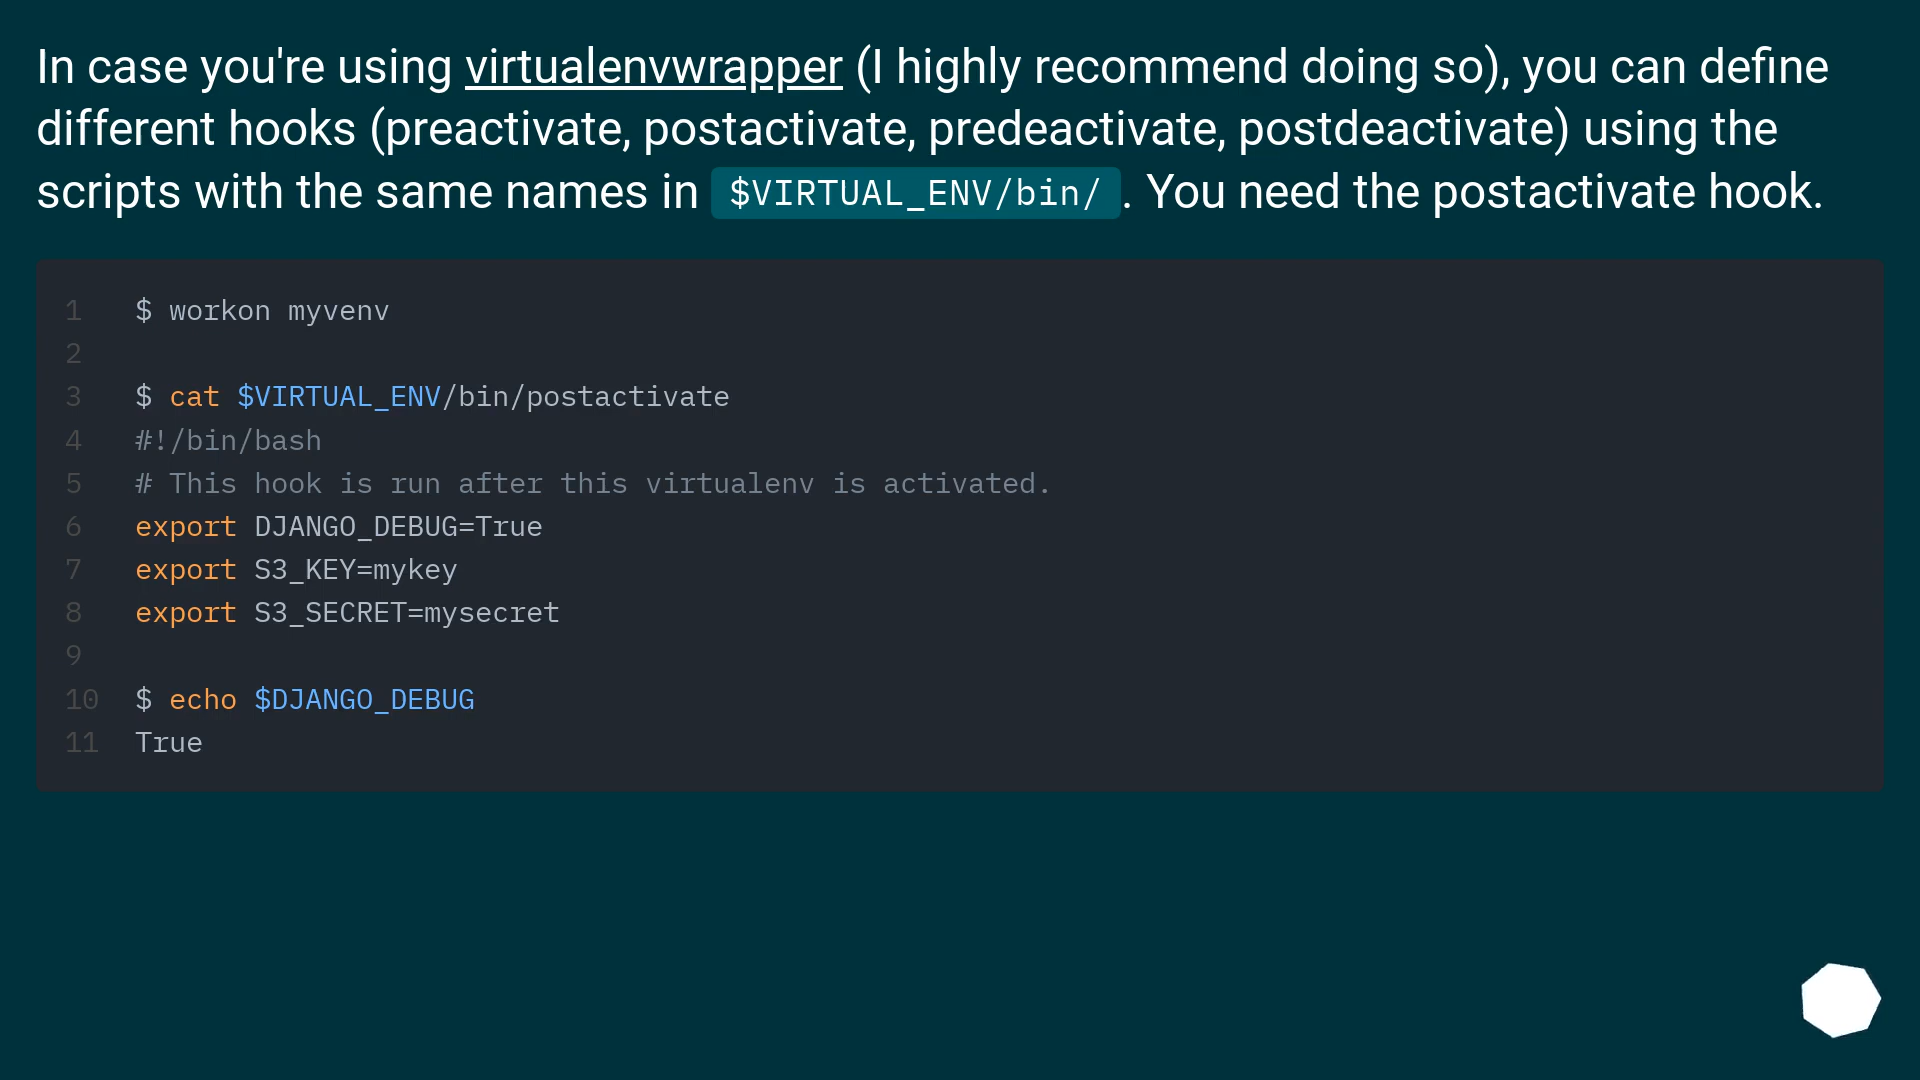 In case you're using virtualenvwrapper (I highly recommend doing so), you can define
different hooks (preactivate, postactivate, predeactivate, postdeactivate) using the
scripts with the same names in $VIRTUAL_ENV/bin/ . You need the postactivate hook.
1 $ workon myvenv
2
3 $ cat $VIRTUAL_ENV/bin/postactivate
4 #!/bin/bash
5 # This hook is run after this virtualenv is activated.
6 export DJANGO_DEBUG=True
7 export S3_KEY=mykey
8 export S3_SECRET=mysecret
9
10 $ echo $DJANGO_DEBUG
11 True